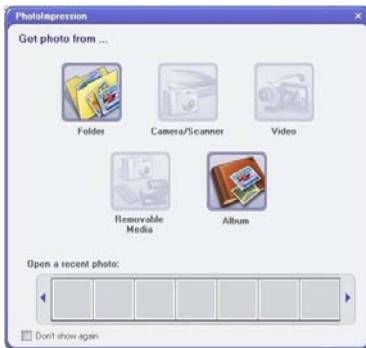 PhotoImpression
Get photo from ...
Folder
Camera/Scanner
Video
Removable
Media
Album
Open a recent photo:
Don't show again